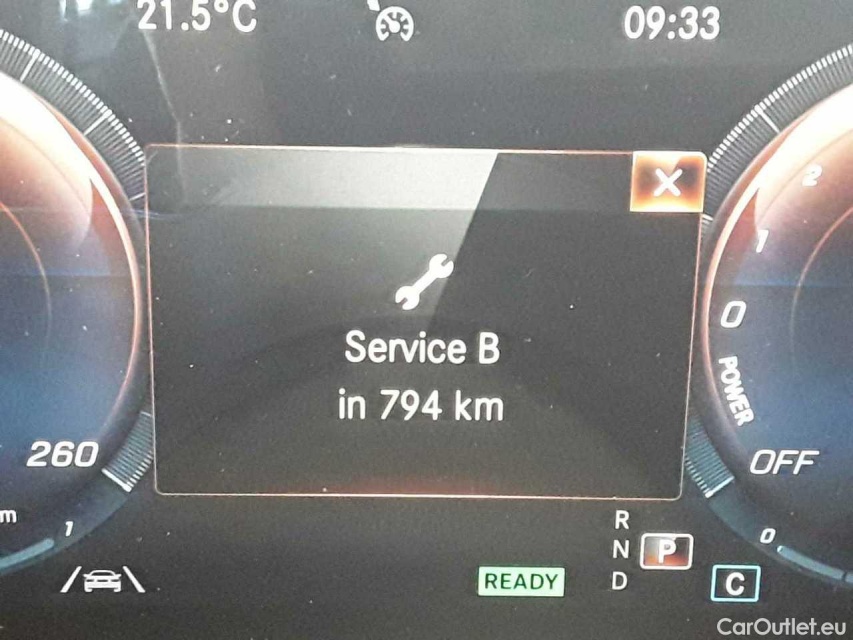 21.5°C
09:33
2
1
0
POWER
Service B
in 794 km
260
OFF
m
1
R
N
P
D
0
READY
C
CarOutlet.eu